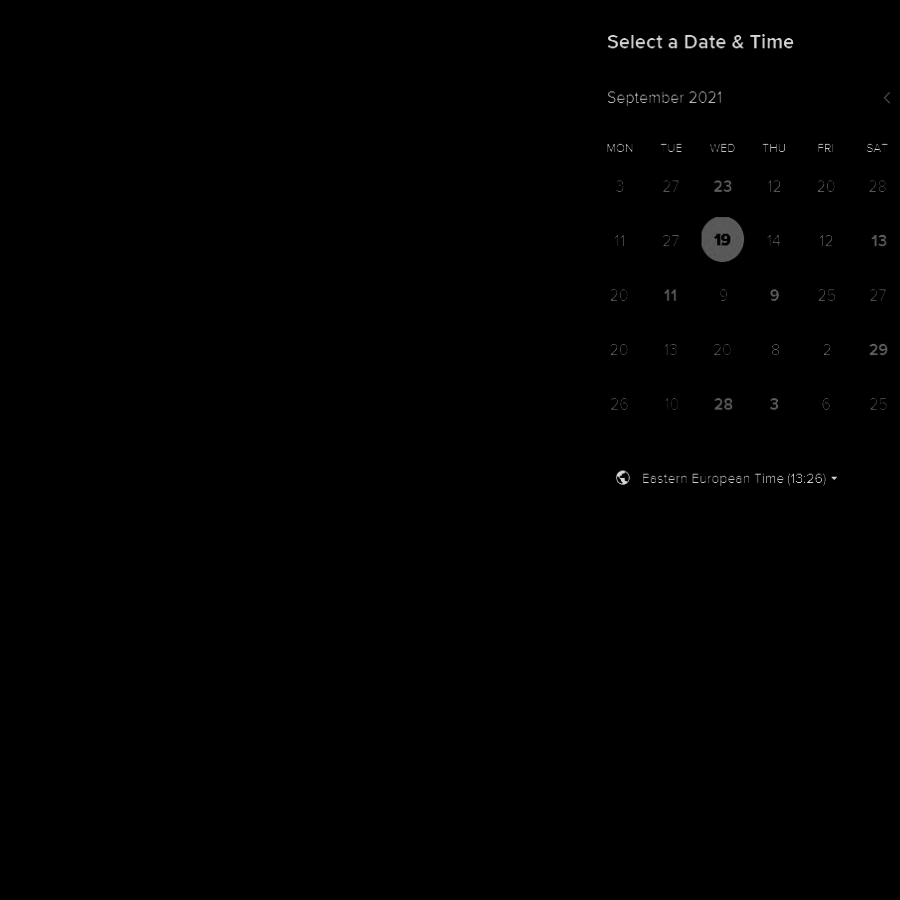 Select a Date & Time
September 2021
MON TUE WED THU FRI SAT
3 27 23 12 20 28
11 27 19 14 12 13
20 11 9 9 25 27
20 13 20 8 2 29
26 10 28 3 6 25
Eastern European Time (13:26)